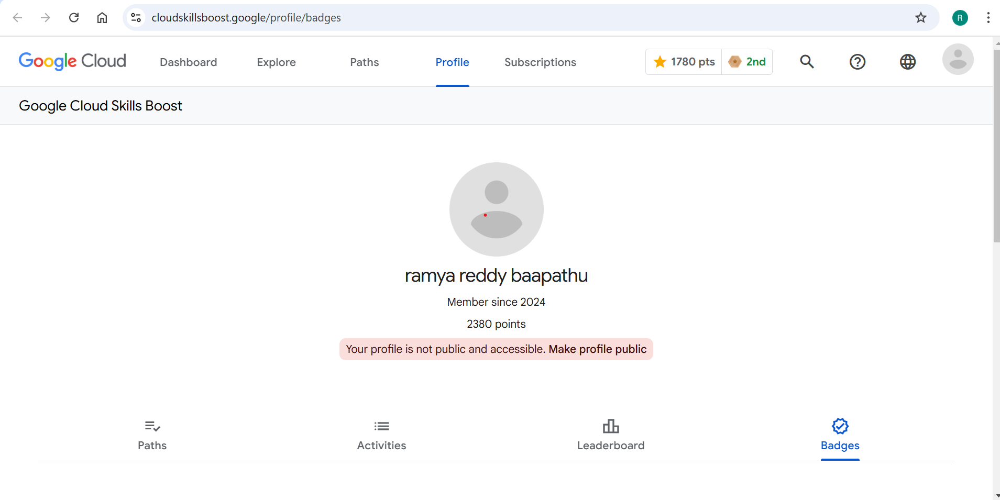 cloudskillsboost.google/profile/badges
R
Google Cloud
Dashboard
Explore
Paths
Profile
Subscriptions
1780 pts
2nd
Google Cloud Skills Boost
ramya reddy baapathu
Member since 2024
2380 points
Your profile is not public and accessible. Make profile public
Paths
Activities
Leaderboard
Badges